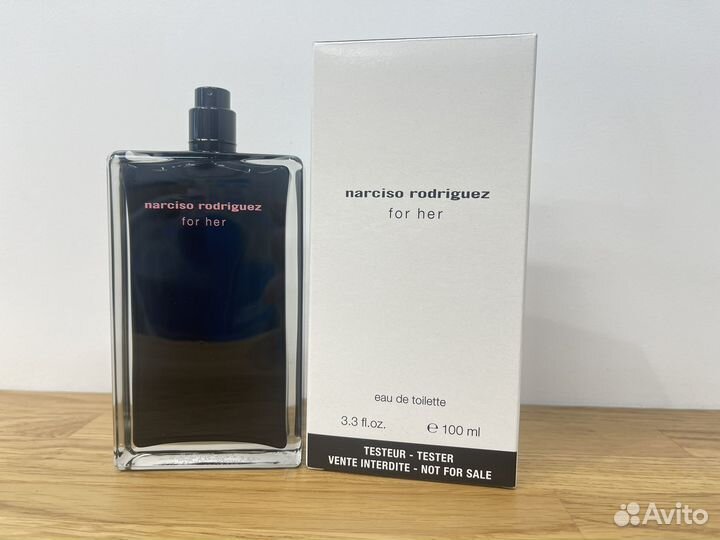 narciso rodriguez
for her
narciso rodriguez
for her
eau de toilette
3.3 fl.oz. e 100 ml
TESTEUR - TESTER
VENTE INTERDITE - NOT FOR SALE
Avito